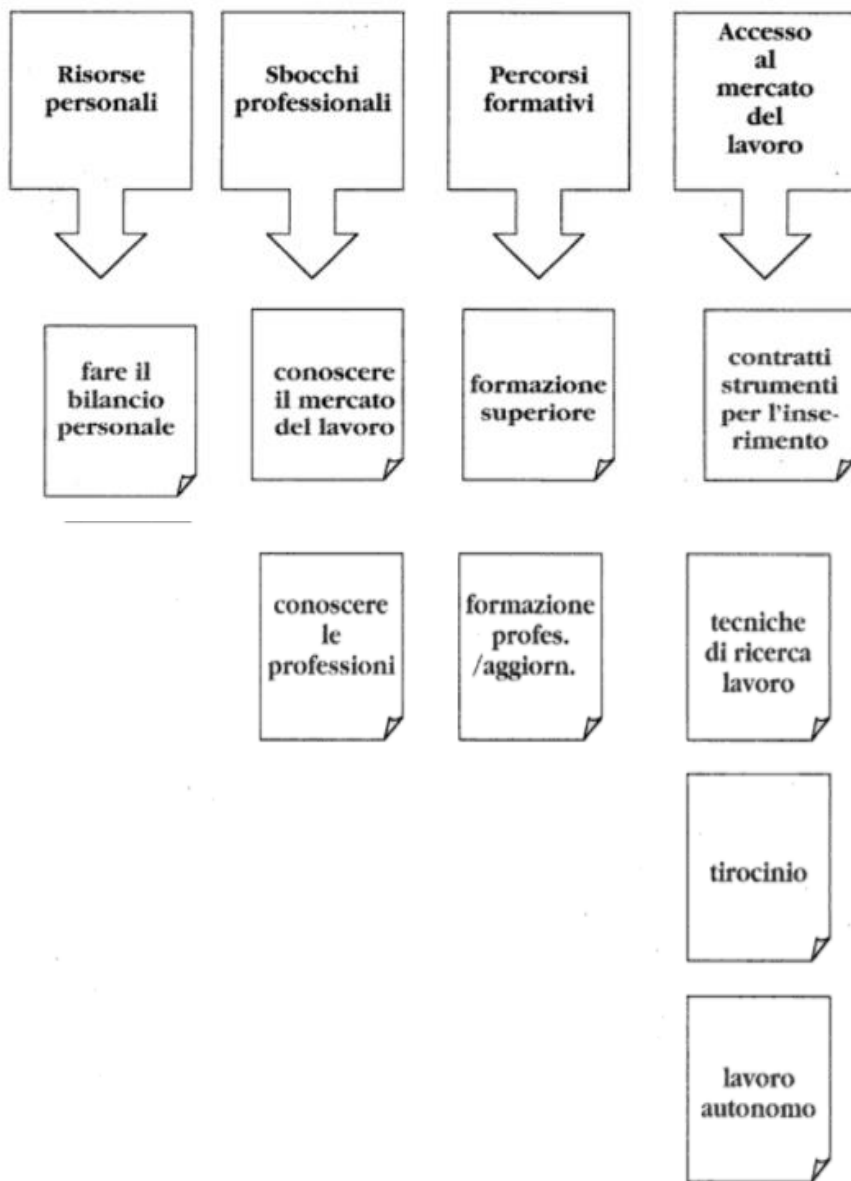 Risorse
personali
Sbocchi
professionali
Percorsi
formativi
Accesso
al
mercato
del
lavoro
fare il
bilancio
personale
conoscere
il mercato
del lavoro
formazione
superiore
contratti
strumenti
per l'inse-
rimento
conoscere
le
professioni
formazione
profes.
/aggiorn.
tecniche
di ricerca
lavoro
tirocinio
lavoro
autonomo